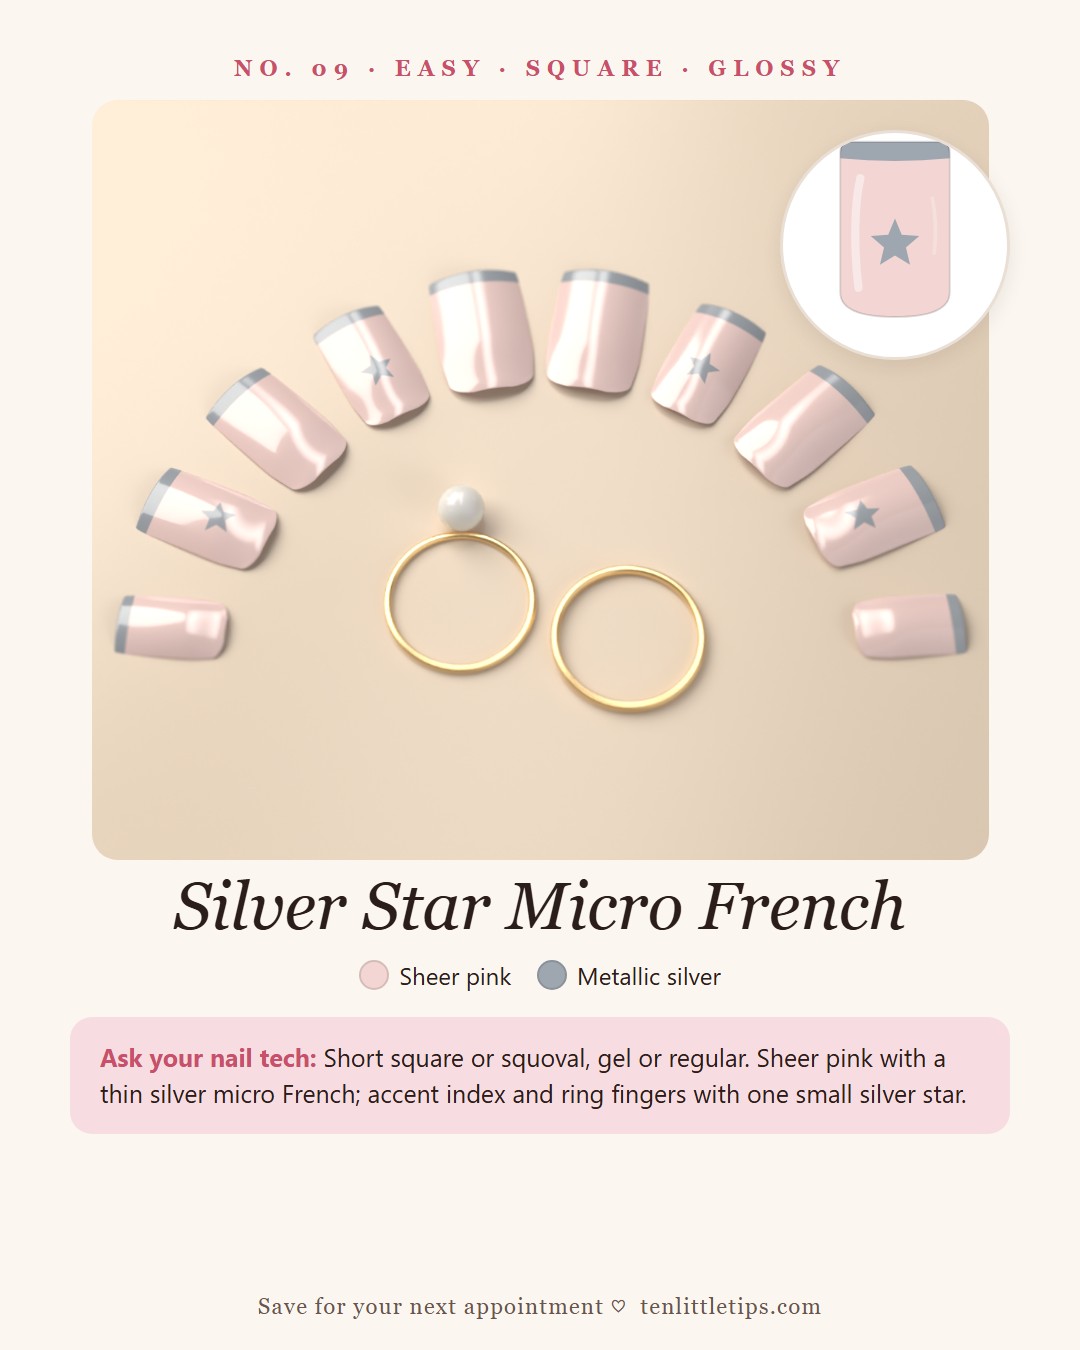 NO. 09 · EASY · SQUARE · GLOSSY
Silver Star Micro French
Sheer pink Metallic silver
Ask your nail tech: Short square or squoval, gel or regular. Sheer pink with a
thin silver micro French; accent index and ring fingers with one small silver star.
Save for your next appointment ♡ tenlittletips.com